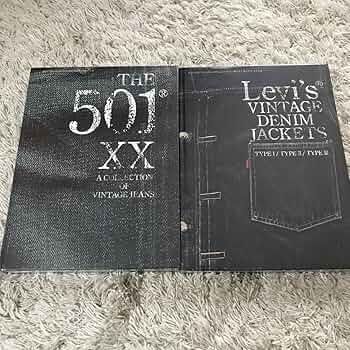 THE
501®
XX
A COLLECTION
OF
VINTAGE JEANS
Levi's®
VINTAGE
DENIM
JACKETS
TYPE I / TYPE II / TYPE III